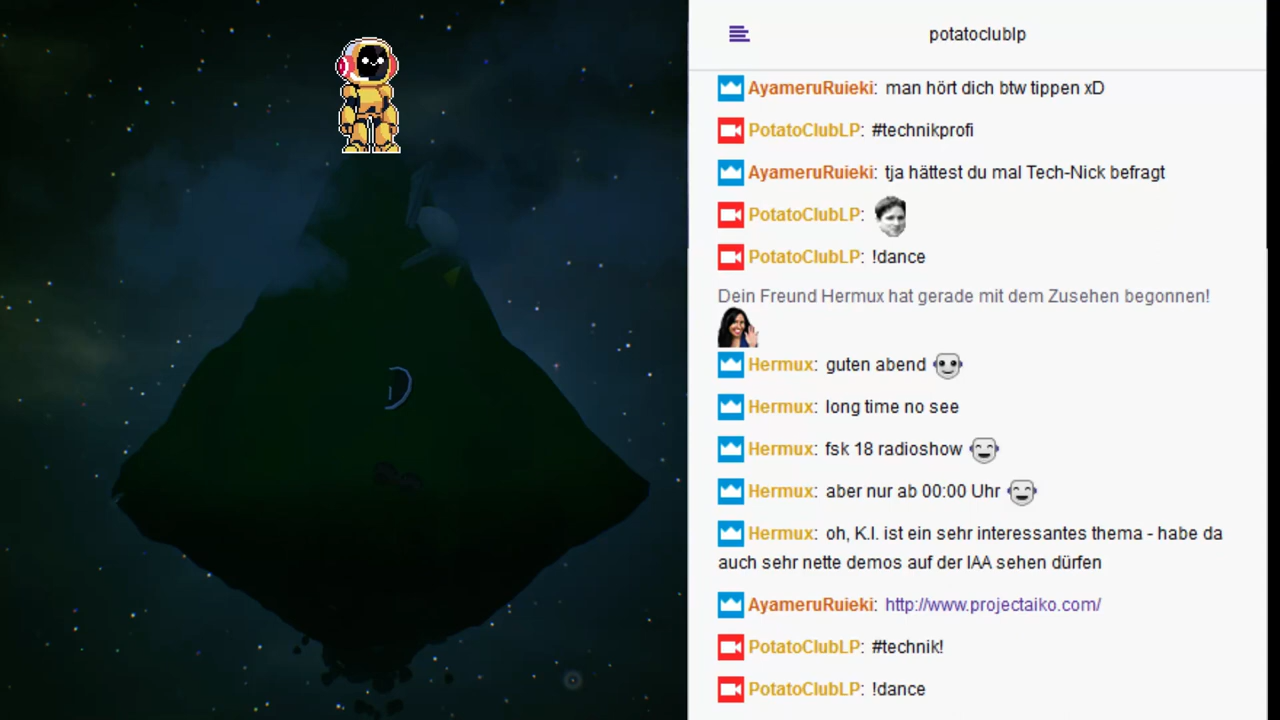 potatoclublp
AyameruRuieki: man hört dich btw tippen xD
PotatoClubLP: #technikprofi
AyameruRuieki: tja hättest du mal Tech-Nick befragt
PotatoClubLP:
PotatoClubLP: !dance
Dein Freund Hermux hat gerade mit dem Zusehen begonnen!
Hermux: guten abend
Hermux: long time no see
Hermux: fsk 18 radioshow
Hermux: aber nur ab 00:00 Uhr
Hermux: oh, K.I. ist ein sehr interessantes thema - habe da
auch sehr nette demos auf der IAA sehen dürfen
AyameruRuieki: http://www.projectaiko.com/
PotatoClubLP: #technik!
PotatoClubLP: !dance